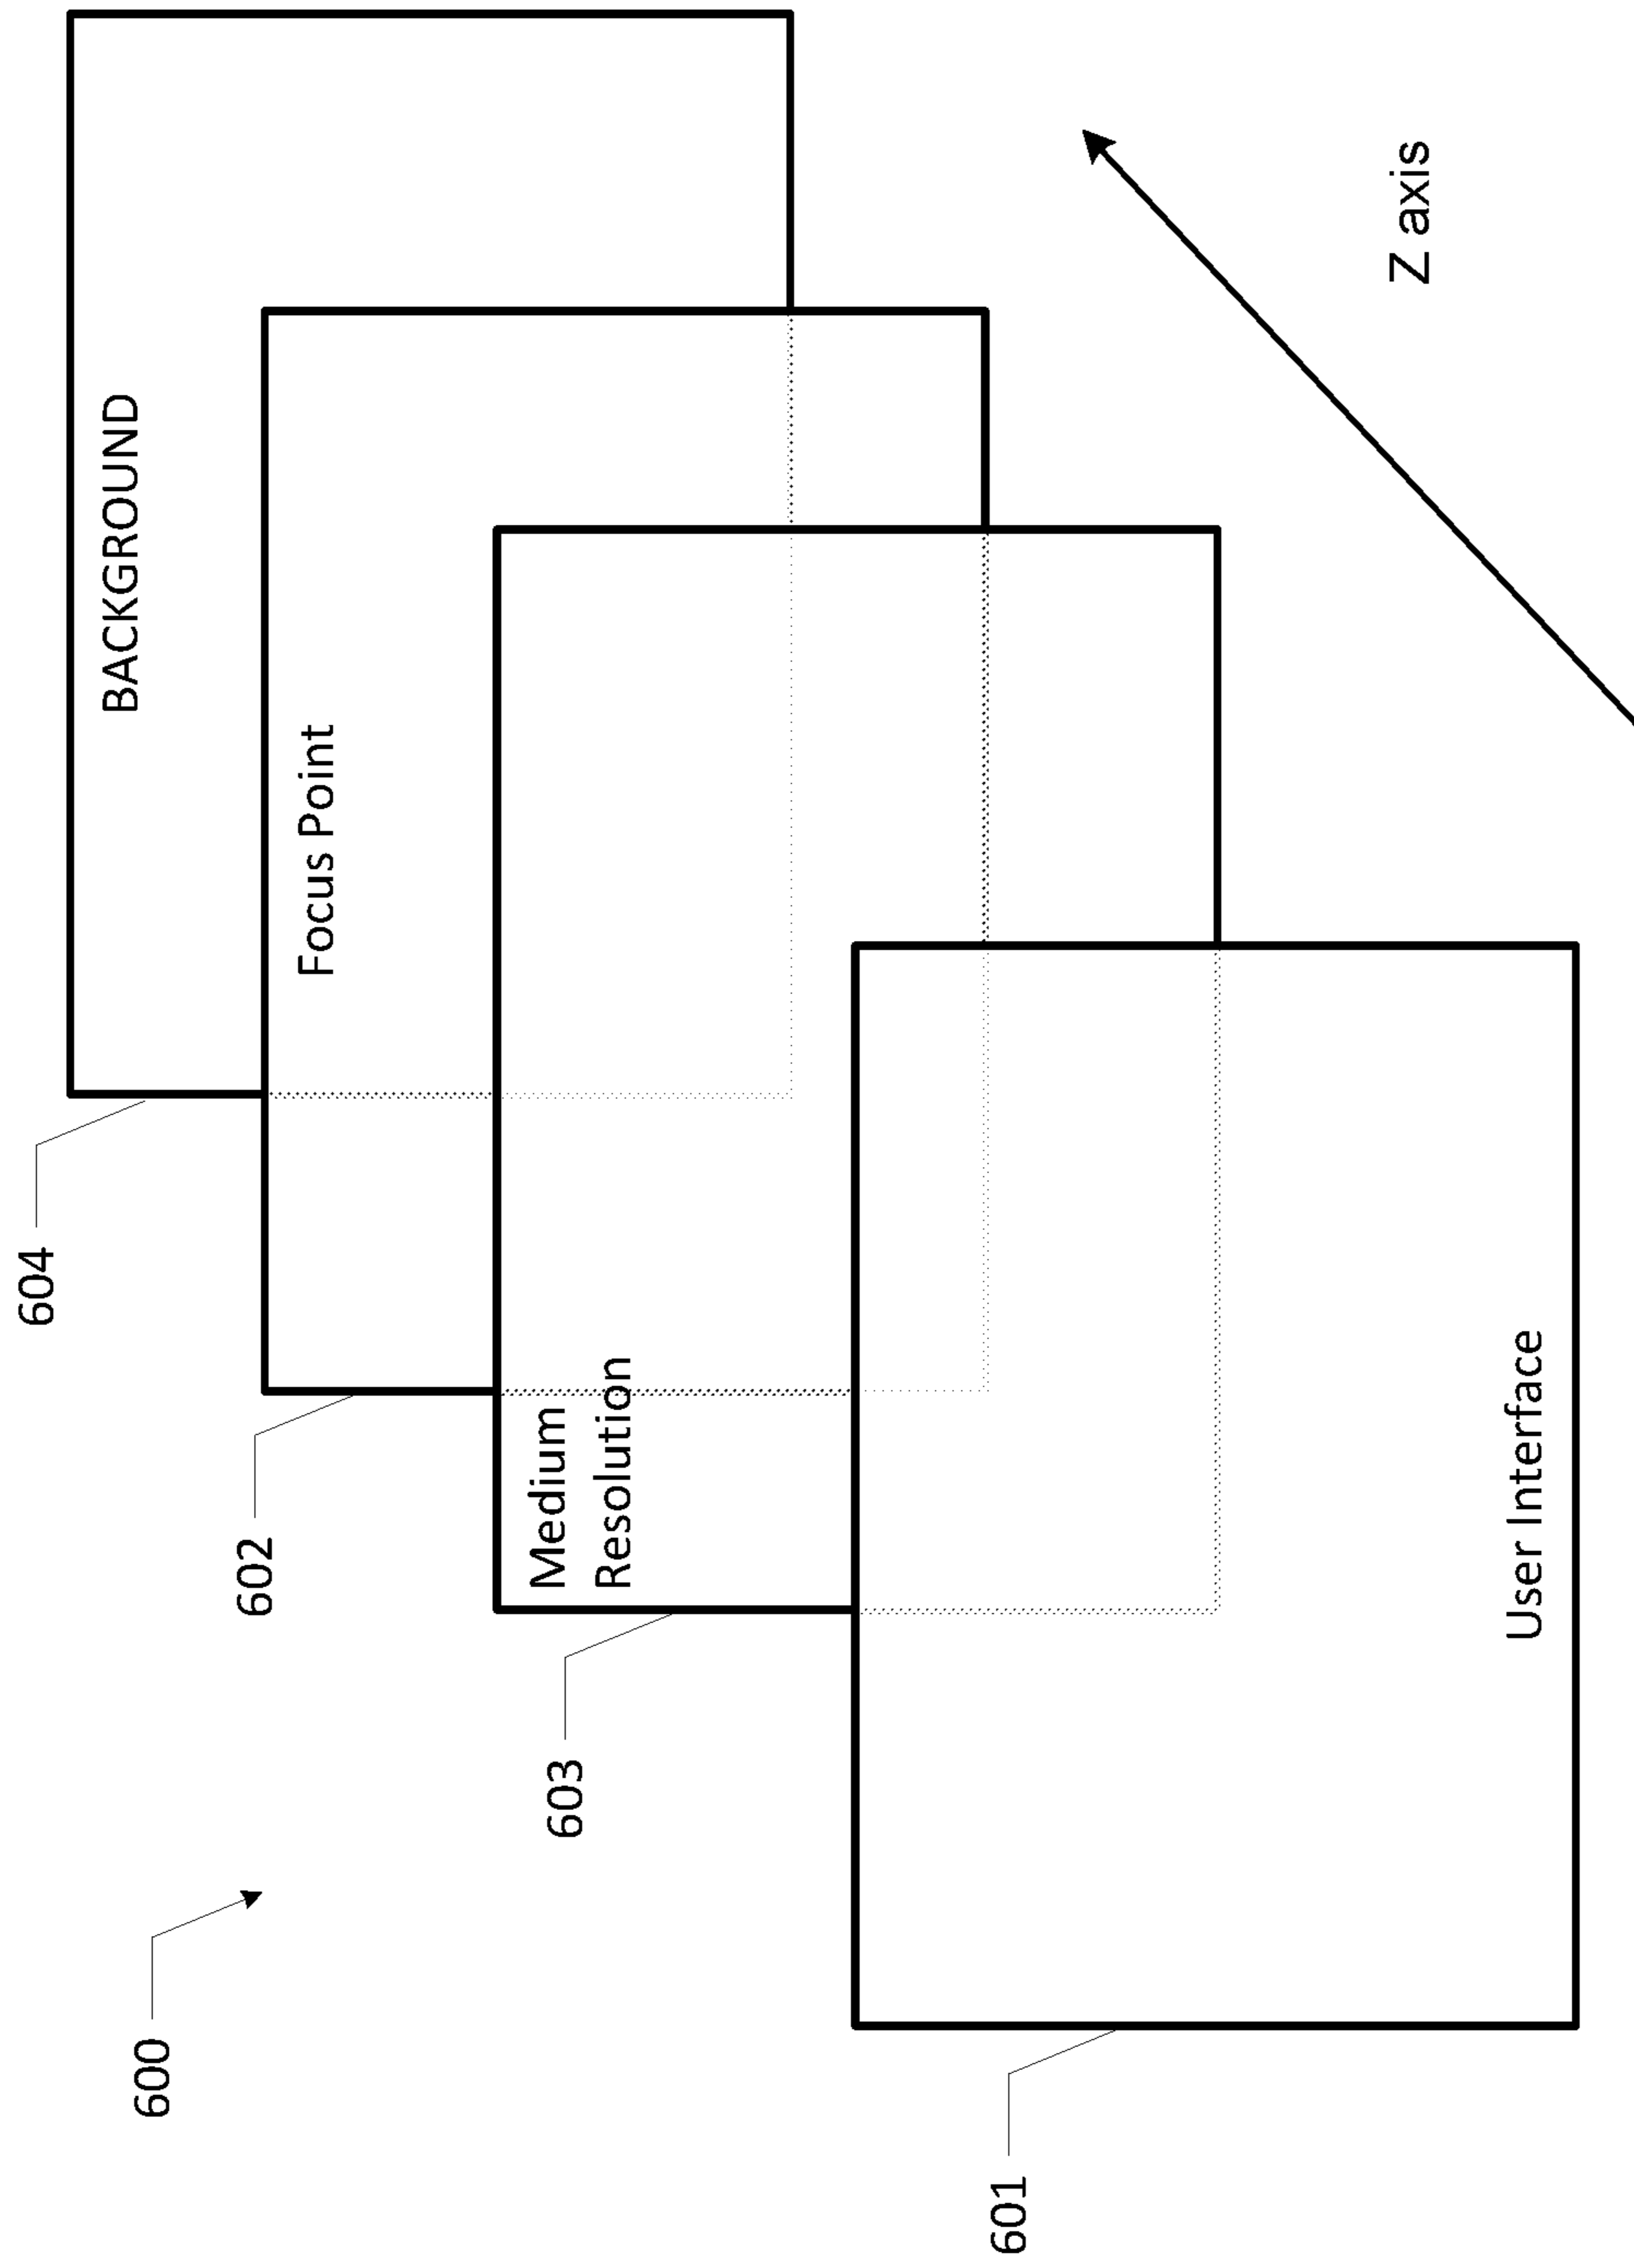 600
604
BACKGROUND
602
Focus Point
603
Medium
Resolution
601
User Interface
Z axis